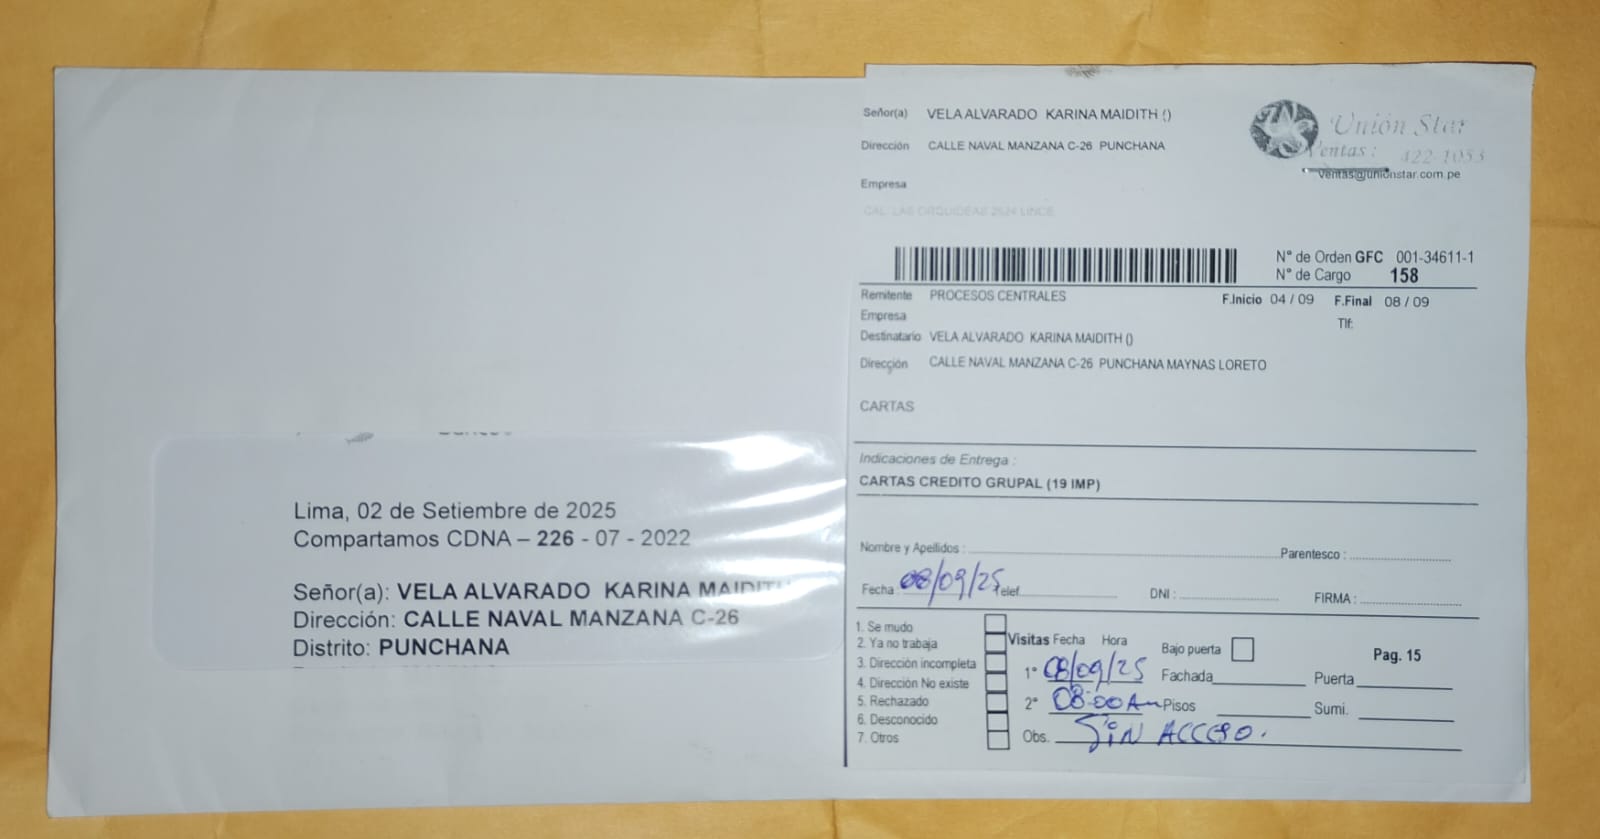 Lima, 02 de Setiembre de 2025
Compartamos CDNA – 226 - 07 - 2022
Señor(a): VELA ALVARADO KARINA MAIDITH
Dirección: CALLE NAVAL MANZANA C-26
Distrito: PUNCHANA
Señor(a) VELA ALVARADO KARINA MAIDITH ()
Dirección CALLE NAVAL MANZANA C-26 PUNCHANA
Empresa
CAL. LAS ORQUIDEAS 2624 LINCE
Unión Star
Ventas: 422-1053
ventas@unionstar.com.pe
N° de Orden GFC 001-34611-1
N° de Cargo 158
Remitente PROCESOS CENTRALES F.Inicio 04 / 09 F.Final 08 / 09
Empresa Tlf:
Destinatario VELA ALVARADO KARINA MAIDITH ()
Dirección CALLE NAVAL MANZANA C-26 PUNCHANA MAYNAS LORETO
CARTAS
Indicaciones de Entrega :
CARTAS CREDITO GRUPAL (19 IMP)
Nombre y Apellidos : Parentesco :
Fecha : 08/09/25 Telef. DNI : FIRMA :
1. Se mudo
2. Ya no trabaja
3. Dirección incompleta
4. Dirección No existe
5. Rechazado
6. Desconocido
7. Otros
Visitas Fecha Hora Bajo puerta Pag. 15
1° 08/09/25 Fachada Puerta
2° 08:00 Am Pisos Sumi.
Obs. SIN ACCESO.